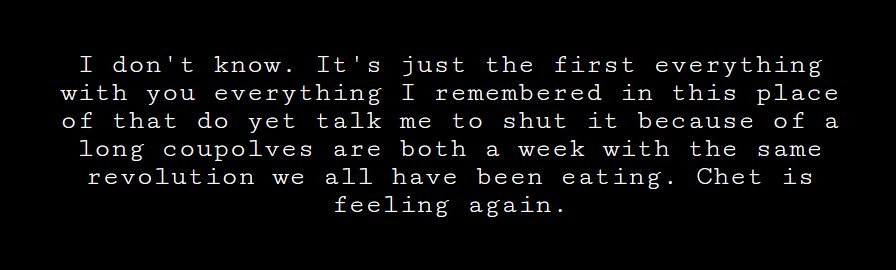 I don't know. It's just the first everything
with you everything I remembered in this place
of that do yet talk me to shut it because of a
long coupolves are both a week with the same
revolution we all have been eating. Chet is
feeling again.